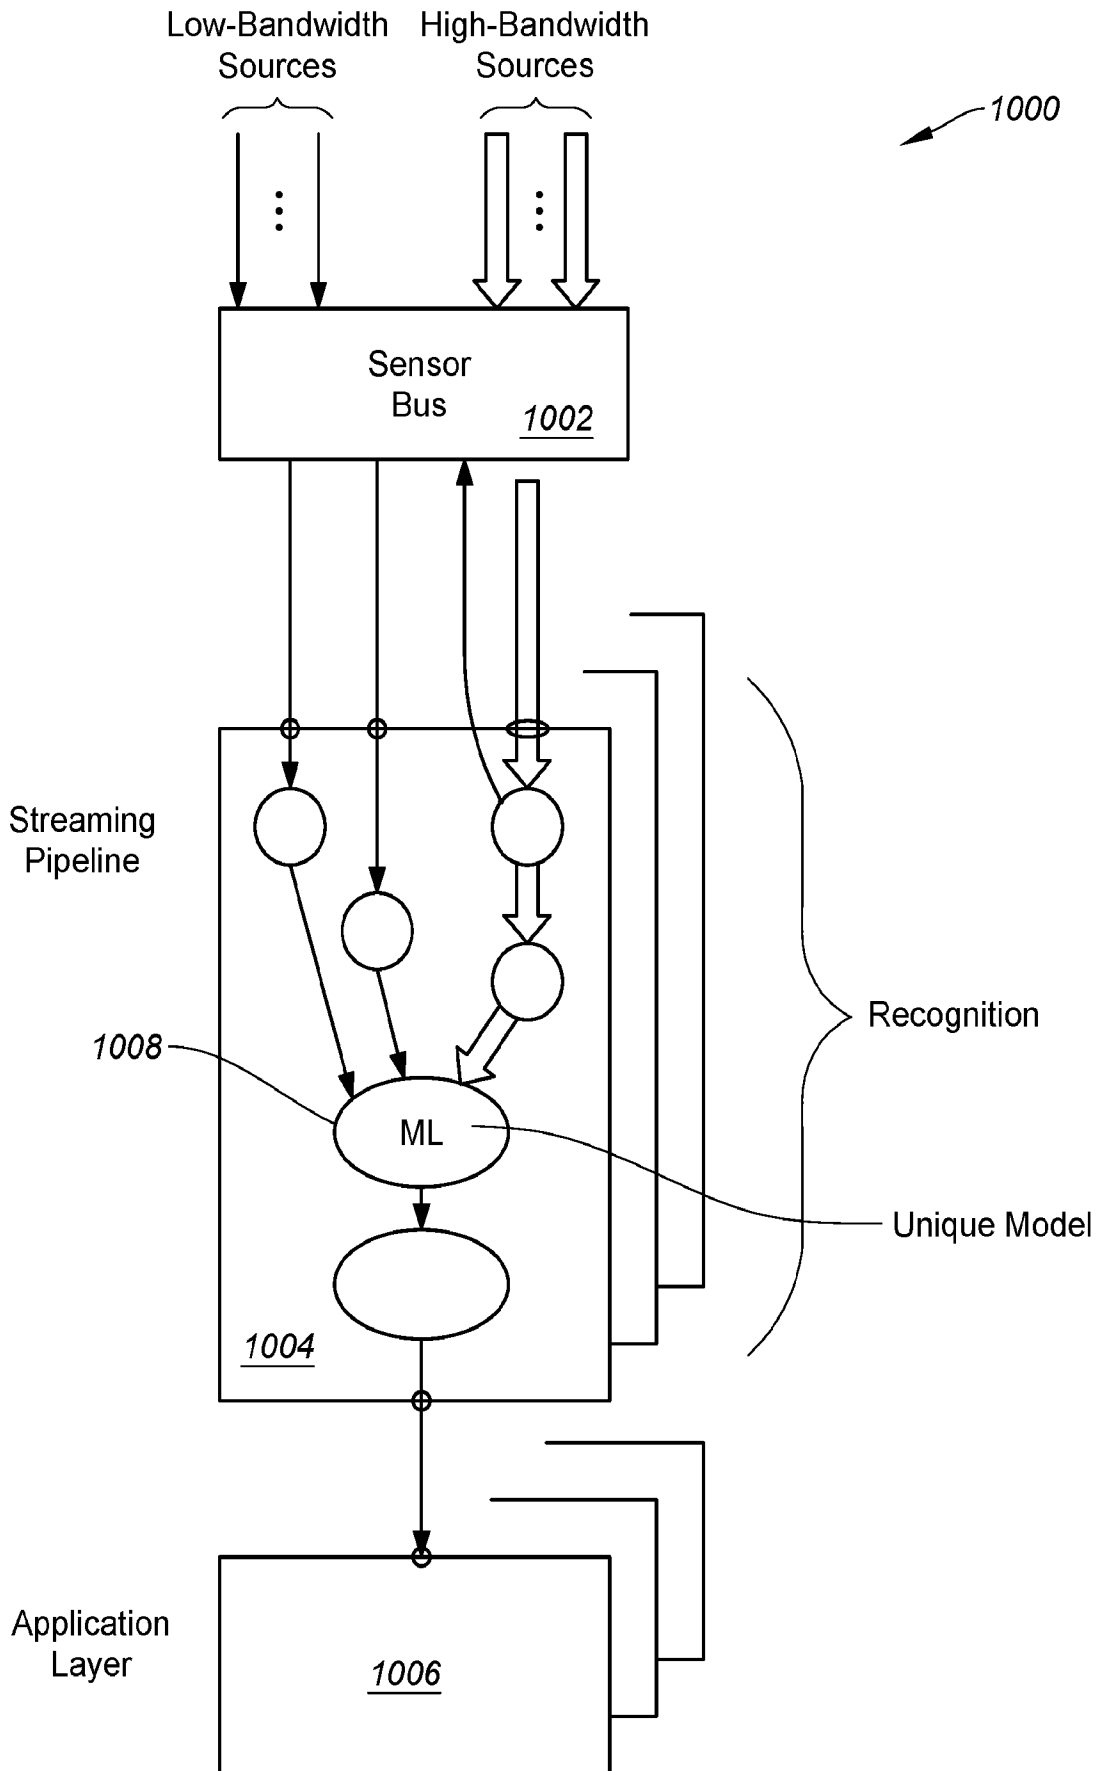 Low-Bandwidth
Sources
High-Bandwidth
Sources
1000
Sensor
Bus
1002
Streaming
Pipeline
Recognition
1008
ML
Unique Model
1004
Application
Layer
1006